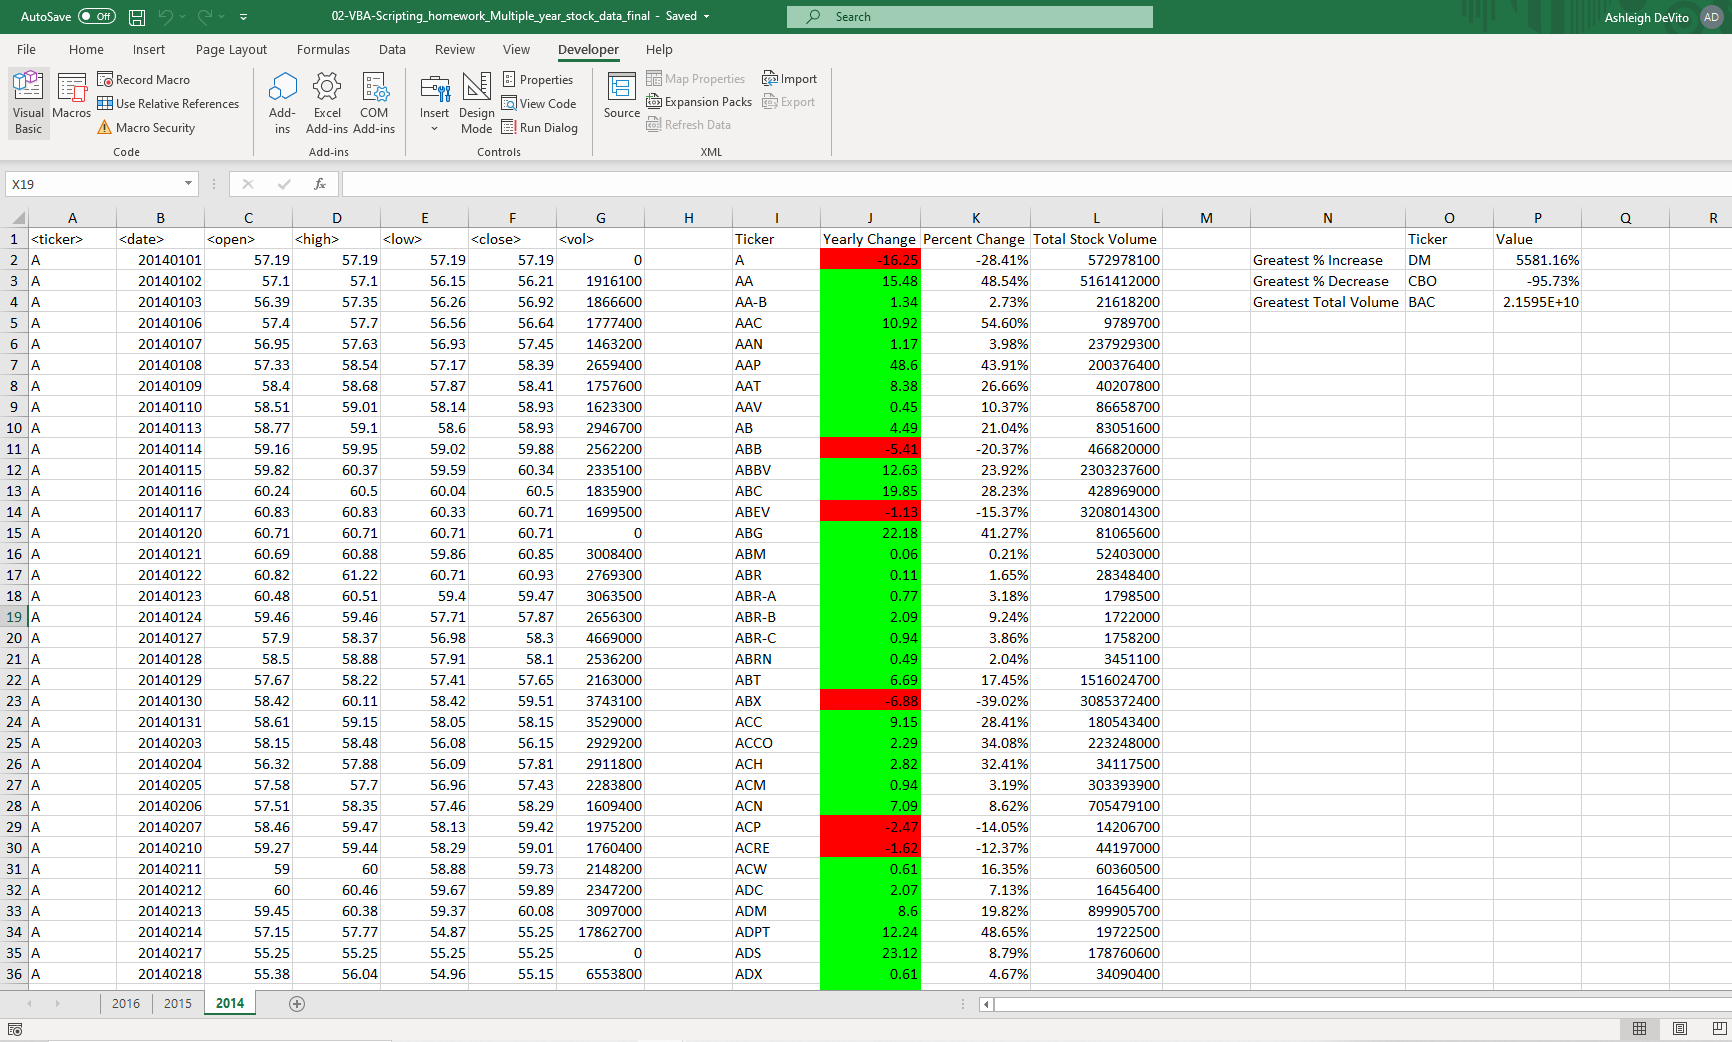 AutoSave Off 02-VBA-Scripting_homework_Multiple_year_stock_data_final - Saved Search Ashleigh DeVito AD
File Home Insert Page Layout Formulas Data Review View Developer Help
Visual Basic Macros Record Macro Use Relative References Macro Security Code
Add-ins Excel Add-ins COM Add-ins Add-ins
Insert Design Mode Properties View Code Run Dialog Controls
Source Map Properties Expansion Packs Refresh Data Import Export XML
X19 fx
A B C D E F G H I J K L M N O P Q R
1 <ticker> <date> <open> <high> <low> <close> <vol> Ticker Yearly Change Percent Change Total Stock Volume Ticker Value
2 A 20140101 57.19 57.19 57.19 57.19 0 A -16.25 -28.41% 572978100 Greatest % Increase DM 5581.16%
3 A 20140102 57.1 57.1 56.15 56.21 1916100 AA 15.48 48.54% 5161412000 Greatest % Decrease CBO -95.73%
4 A 20140103 56.39 57.35 56.26 56.92 1866600 AA-B 1.34 2.73% 21618200 Greatest Total Volume BAC 2.1595E+10
5 A 20140106 57.4 57.7 56.56 56.64 1777400 AAC 10.92 54.60% 9789700
6 A 20140107 56.95 57.63 56.93 57.45 1463200 AAN 1.17 3.98% 237929300
7 A 20140108 57.33 58.54 57.17 58.39 2659400 AAP 48.6 43.91% 200376400
8 A 20140109 58.4 58.68 57.87 58.41 1757600 AAT 8.38 26.66% 40207800
9 A 20140110 58.51 59.01 58.14 58.93 1623300 AAV 0.45 10.37% 86658700
10 A 20140113 58.77 59.1 58.6 58.93 2946700 AB 4.49 21.04% 83051600
11 A 20140114 59.16 59.95 59.02 59.88 2562200 ABB -5.41 -20.37% 466820000
12 A 20140115 59.82 60.37 59.59 60.34 2335100 ABBV 12.63 23.92% 2303237600
13 A 20140116 60.24 60.5 60.04 60.5 1835900 ABC 19.85 28.23% 428969000
14 A 20140117 60.83 60.83 60.33 60.71 1699500 ABEV -1.13 -15.37% 3208014300
15 A 20140120 60.71 60.71 60.71 60.71 0 ABG 22.18 41.27% 81065600
16 A 20140121 60.69 60.88 59.86 60.85 3008400 ABM 0.06 0.21% 52403000
17 A 20140122 60.82 61.22 60.71 60.93 2769300 ABR 0.11 1.65% 28348400
18 A 20140123 60.48 60.51 59.4 59.47 3063500 ABR-A 0.77 3.18% 1798500
19 A 20140124 59.46 59.46 57.71 57.87 2656300 ABR-B 2.09 9.24% 1722000
20 A 20140127 57.9 58.37 56.98 58.3 4669000 ABR-C 0.94 3.86% 1758200
21 A 20140128 58.5 58.88 57.91 58.1 2536200 ABRN 0.49 2.04% 3451100
22 A 20140129 57.67 58.22 57.41 57.65 2163000 ABT 6.69 17.45% 1516024700
23 A 20140130 58.42 60.11 58.42 59.51 3743100 ABX -6.88 -39.02% 3085372400
24 A 20140131 58.61 59.15 58.05 58.15 3529000 ACC 9.15 28.41% 180543400
25 A 20140203 58.15 58.48 56.08 56.15 2929200 ACCO 2.29 34.08% 223248000
26 A 20140204 56.32 57.88 56.09 57.81 2911800 ACH 2.82 32.41% 34117500
27 A 20140205 57.58 57.7 56.96 57.43 2283800 ACM 0.94 3.19% 303393900
28 A 20140206 57.51 58.35 57.46 58.29 1609400 ACN 7.09 8.62% 705479100
29 A 20140207 58.46 59.47 58.13 59.42 1975200 ACP -2.47 -14.05% 14206700
30 A 20140210 59.27 59.44 58.29 59.01 1760400 ACRE -1.62 -12.37% 44197000
31 A 20140211 59 60 58.88 59.73 2148200 ACW 0.61 16.35% 60360500
32 A 20140212 60 60.46 59.67 59.89 2347200 ADC 2.07 7.13% 16456400
33 A 20140213 59.45 60.38 59.37 60.08 3097000 ADM 8.6 19.82% 899905700
34 A 20140214 57.15 57.77 54.87 55.25 17862700 ADPT 12.24 48.65% 19722500
35 A 20140217 55.25 55.25 55.25 55.25 0 ADS 23.12 8.79% 178760600
36 A 20140218 55.38 56.04 54.96 55.15 6553800 ADX 0.61 4.67% 34090400
2016 2015 2014